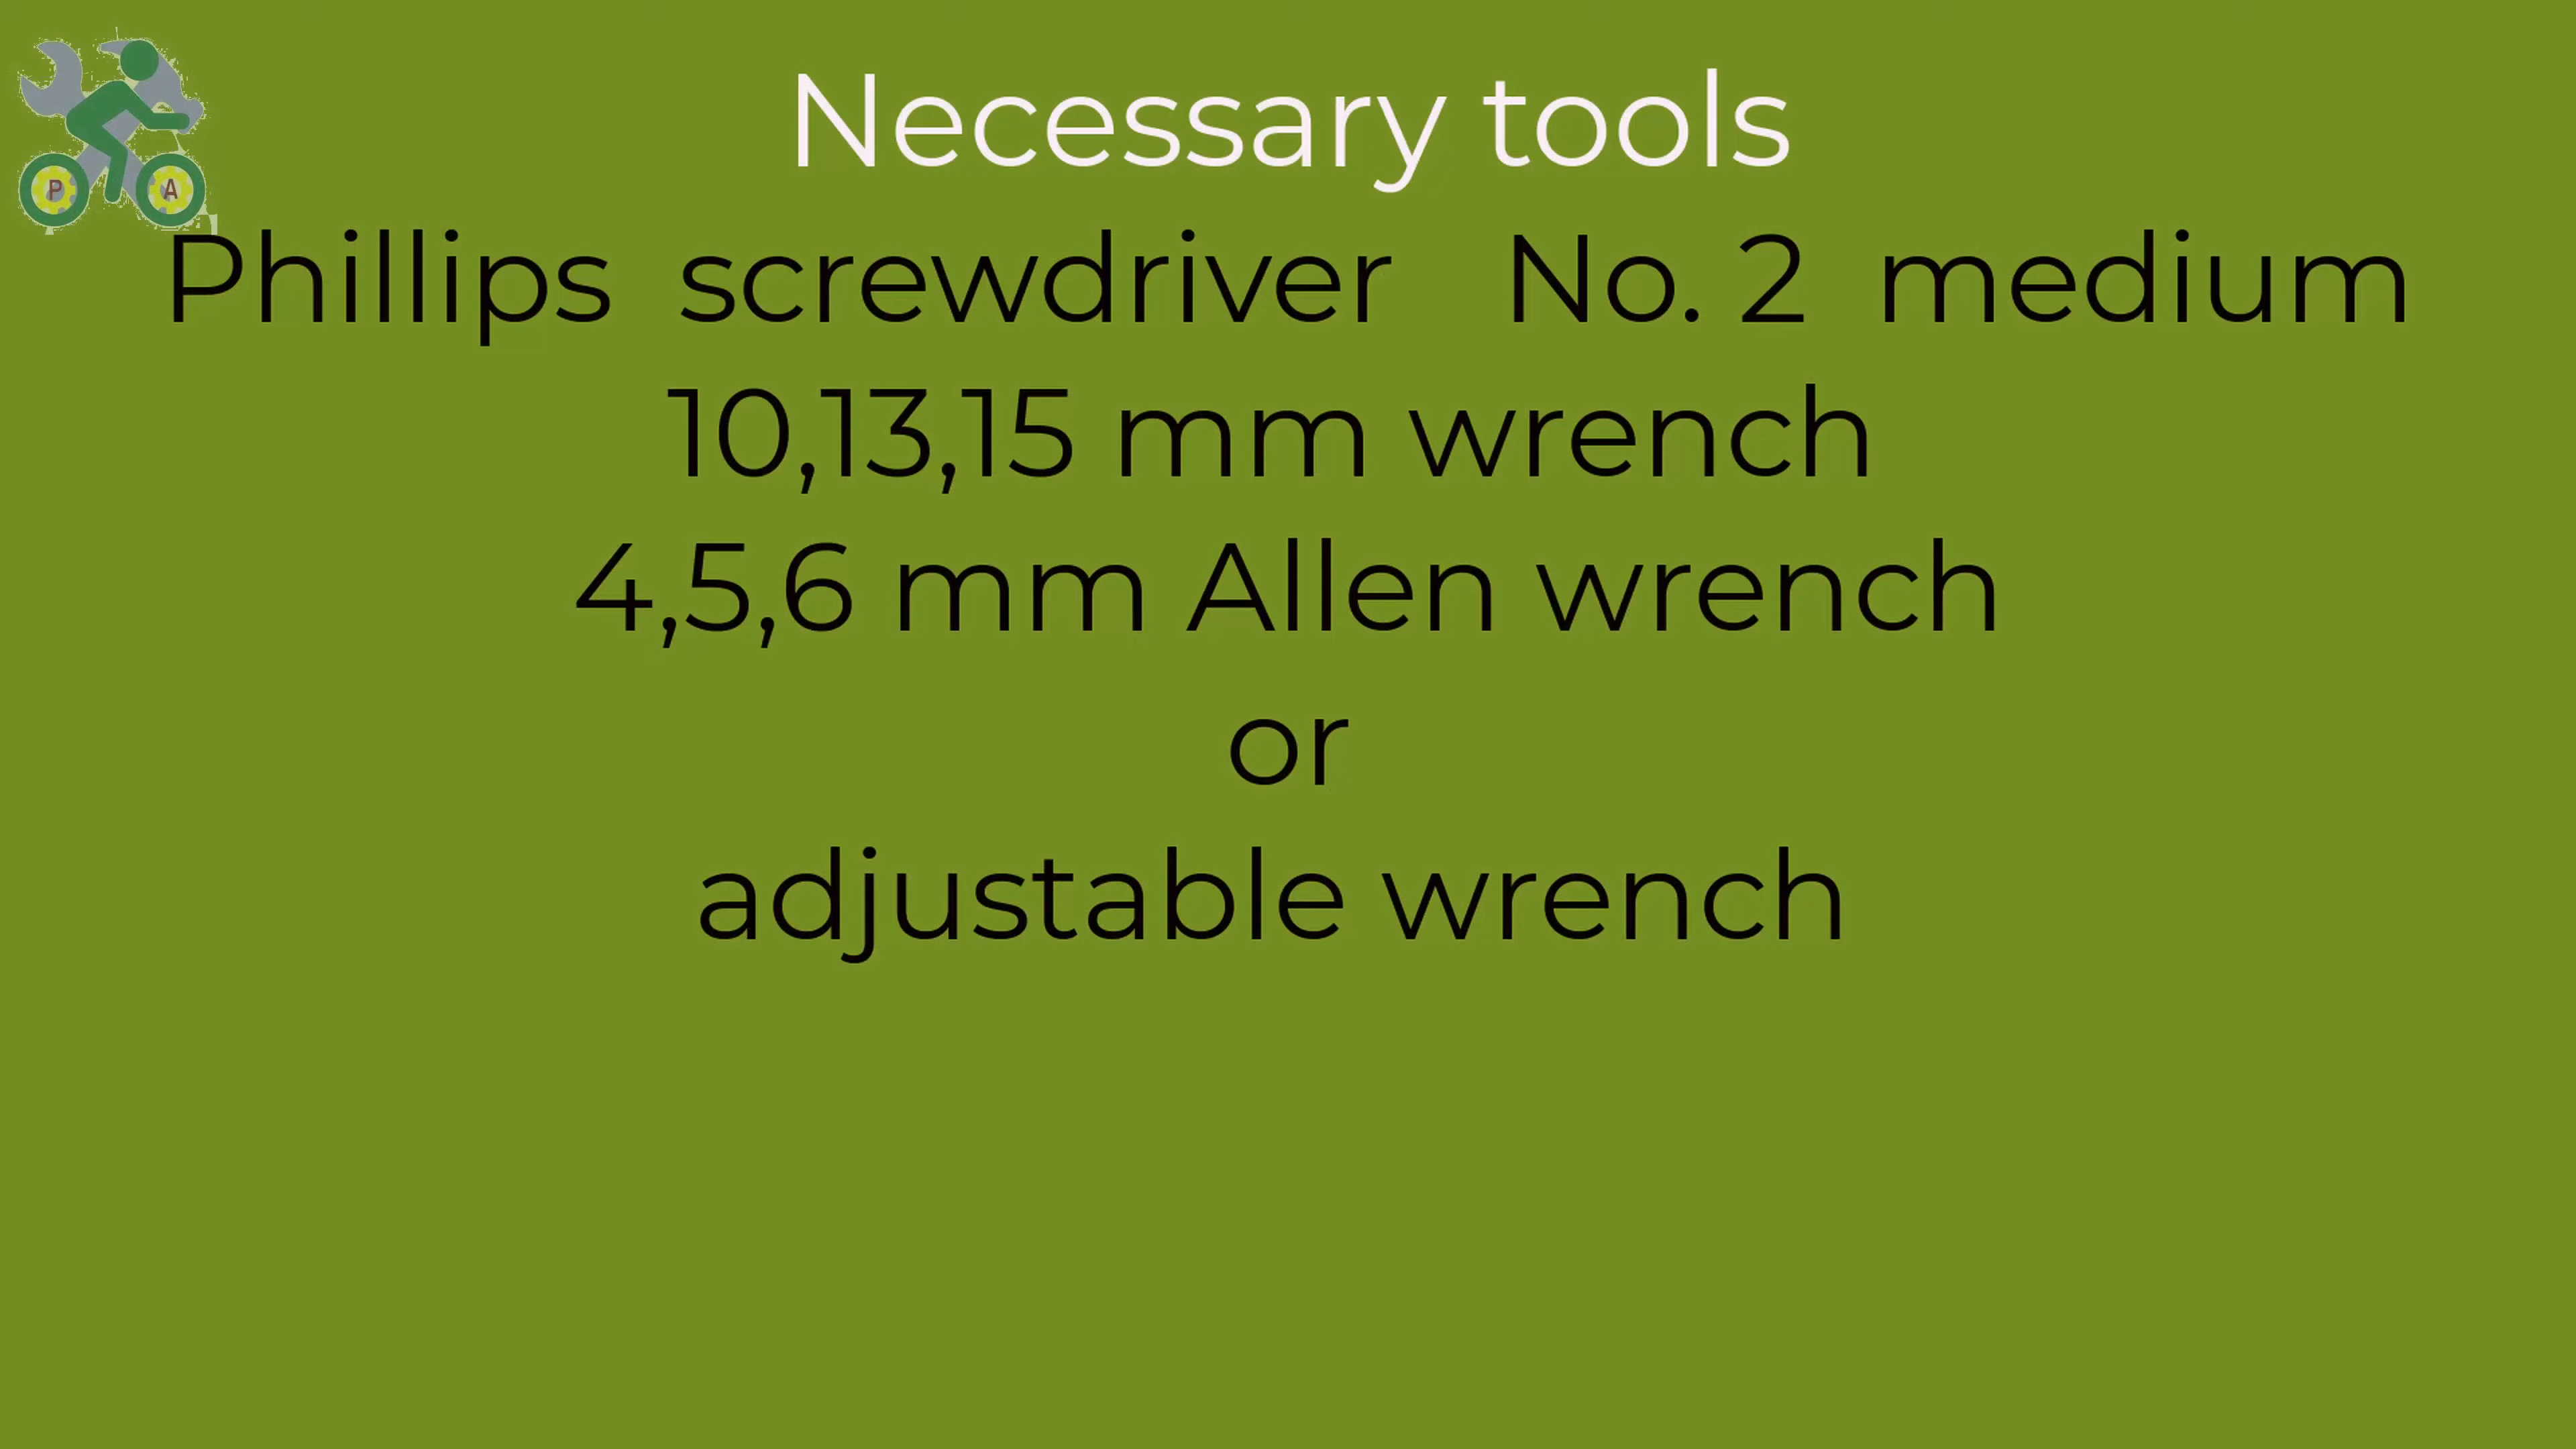 Necessary tools
P A
Phillips screwdriver No. 2 medium
10,13,15 mm wrench
4,5,6 mm Allen wrench
or
adjustable wrench